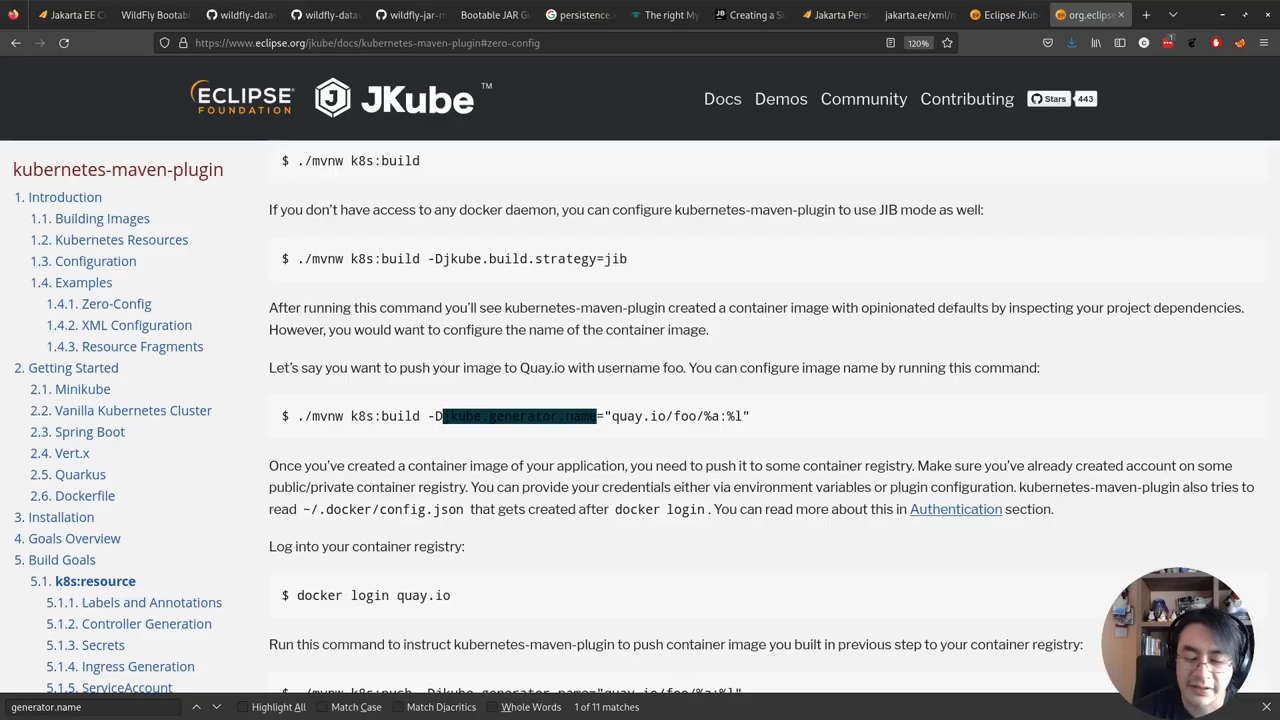 Jakarta EE C
WildFly Bootab
wildfly-datas
wildfly-datas
wildfly-jar-m
Bootable JAR Gu
persistence.x
The right My
Creating a S
Jakarta Pers
jakarta.ee/xml/n
Eclipse JKub
org.eclipse
https://www.eclipse.org/jkube/docs/kubernetes-maven-plugin#zero-config
120%
ECLIPSE
FOUNDATION
JKube
TM
Docs
Demos
Community
Contributing
Stars
443
kubernetes-maven-plugin
1. Introduction
1.1. Building Images
1.2. Kubernetes Resources
1.3. Configuration
1.4. Examples
1.4.1. Zero-Config
1.4.2. XML Configuration
1.4.3. Resource Fragments
2. Getting Started
2.1. Minikube
2.2. Vanilla Kubernetes Cluster
2.3. Spring Boot
2.4. Vert.x
2.5. Quarkus
2.6. Dockerfile
3. Installation
4. Goals Overview
5. Build Goals
5.1. k8s:resource
5.1.1. Labels and Annotations
5.1.2. Controller Generation
5.1.3. Secrets
5.1.4. Ingress Generation
5.1.5. ServiceAccount
$ ./mvnw k8s:build
If you don’t have access to any docker daemon, you can configure kubernetes-maven-plugin to use JIB mode as well:
$ ./mvnw k8s:build -Djkube.build.strategy=jib
After running this command you’ll see kubernetes-maven-plugin created a container image with opinionated defaults by inspecting your project dependencies.
However, you would want to configure the name of the container image.
Let’s say you want to push your image to Quay.io with username foo. You can configure image name by running this command:
$ ./mvnw k8s:build -Djkube.generator.name="quay.io/foo/%a:%l"
Once you’ve created a container image of your application, you need to push it to some container registry. Make sure you’ve already created account on some
public/private container registry. You can provide your credentials either via environment variables or plugin configuration. kubernetes-maven-plugin also tries to
read ~/.docker/config.json that gets created after docker login. You can read more about this in Authentication section.
Log into your container registry:
$ docker login quay.io
Run this command to instruct kubernetes-maven-plugin to push container image you built in previous step to your container registry:
$ ./mvnw k8s:push -Djkube.generator.name="quay.io/foo/%a:%l"
generator.name
Highlight All
Match Case
Match Diacritics
Whole Words
1 of 11 matches